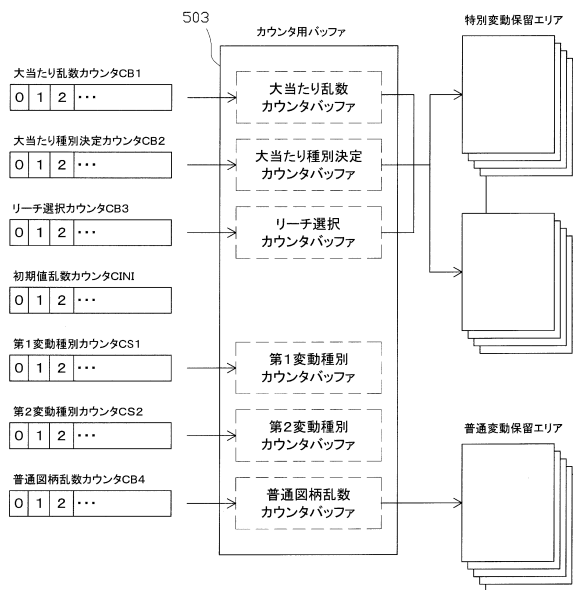 503
カウンタ用バッファ
特別変動保留エリア
大当たり乱数カウンタCB1
0 1 2 ・・・
大当たり乱数
カウンタバッファ
大当たり種別決定カウンタCB2
0 1 2 ・・・
大当たり種別決定
カウンタバッファ
リーチ選択カウンタCB3
0 1 2 ・・・
リーチ選択
カウンタバッファ
初期値乱数カウンタCINI
0 1 2 ・・・
第1変動種別カウンタCS1
0 1 2 ・・・
第1変動種別
カウンタバッファ
第2変動種別カウンタCS2
0 1 2 ・・・
第2変動種別
カウンタバッファ
普通変動保留エリア
普通図柄乱数カウンタCB4
0 1 2 ・・・
普通図柄乱数
カウンタバッファ